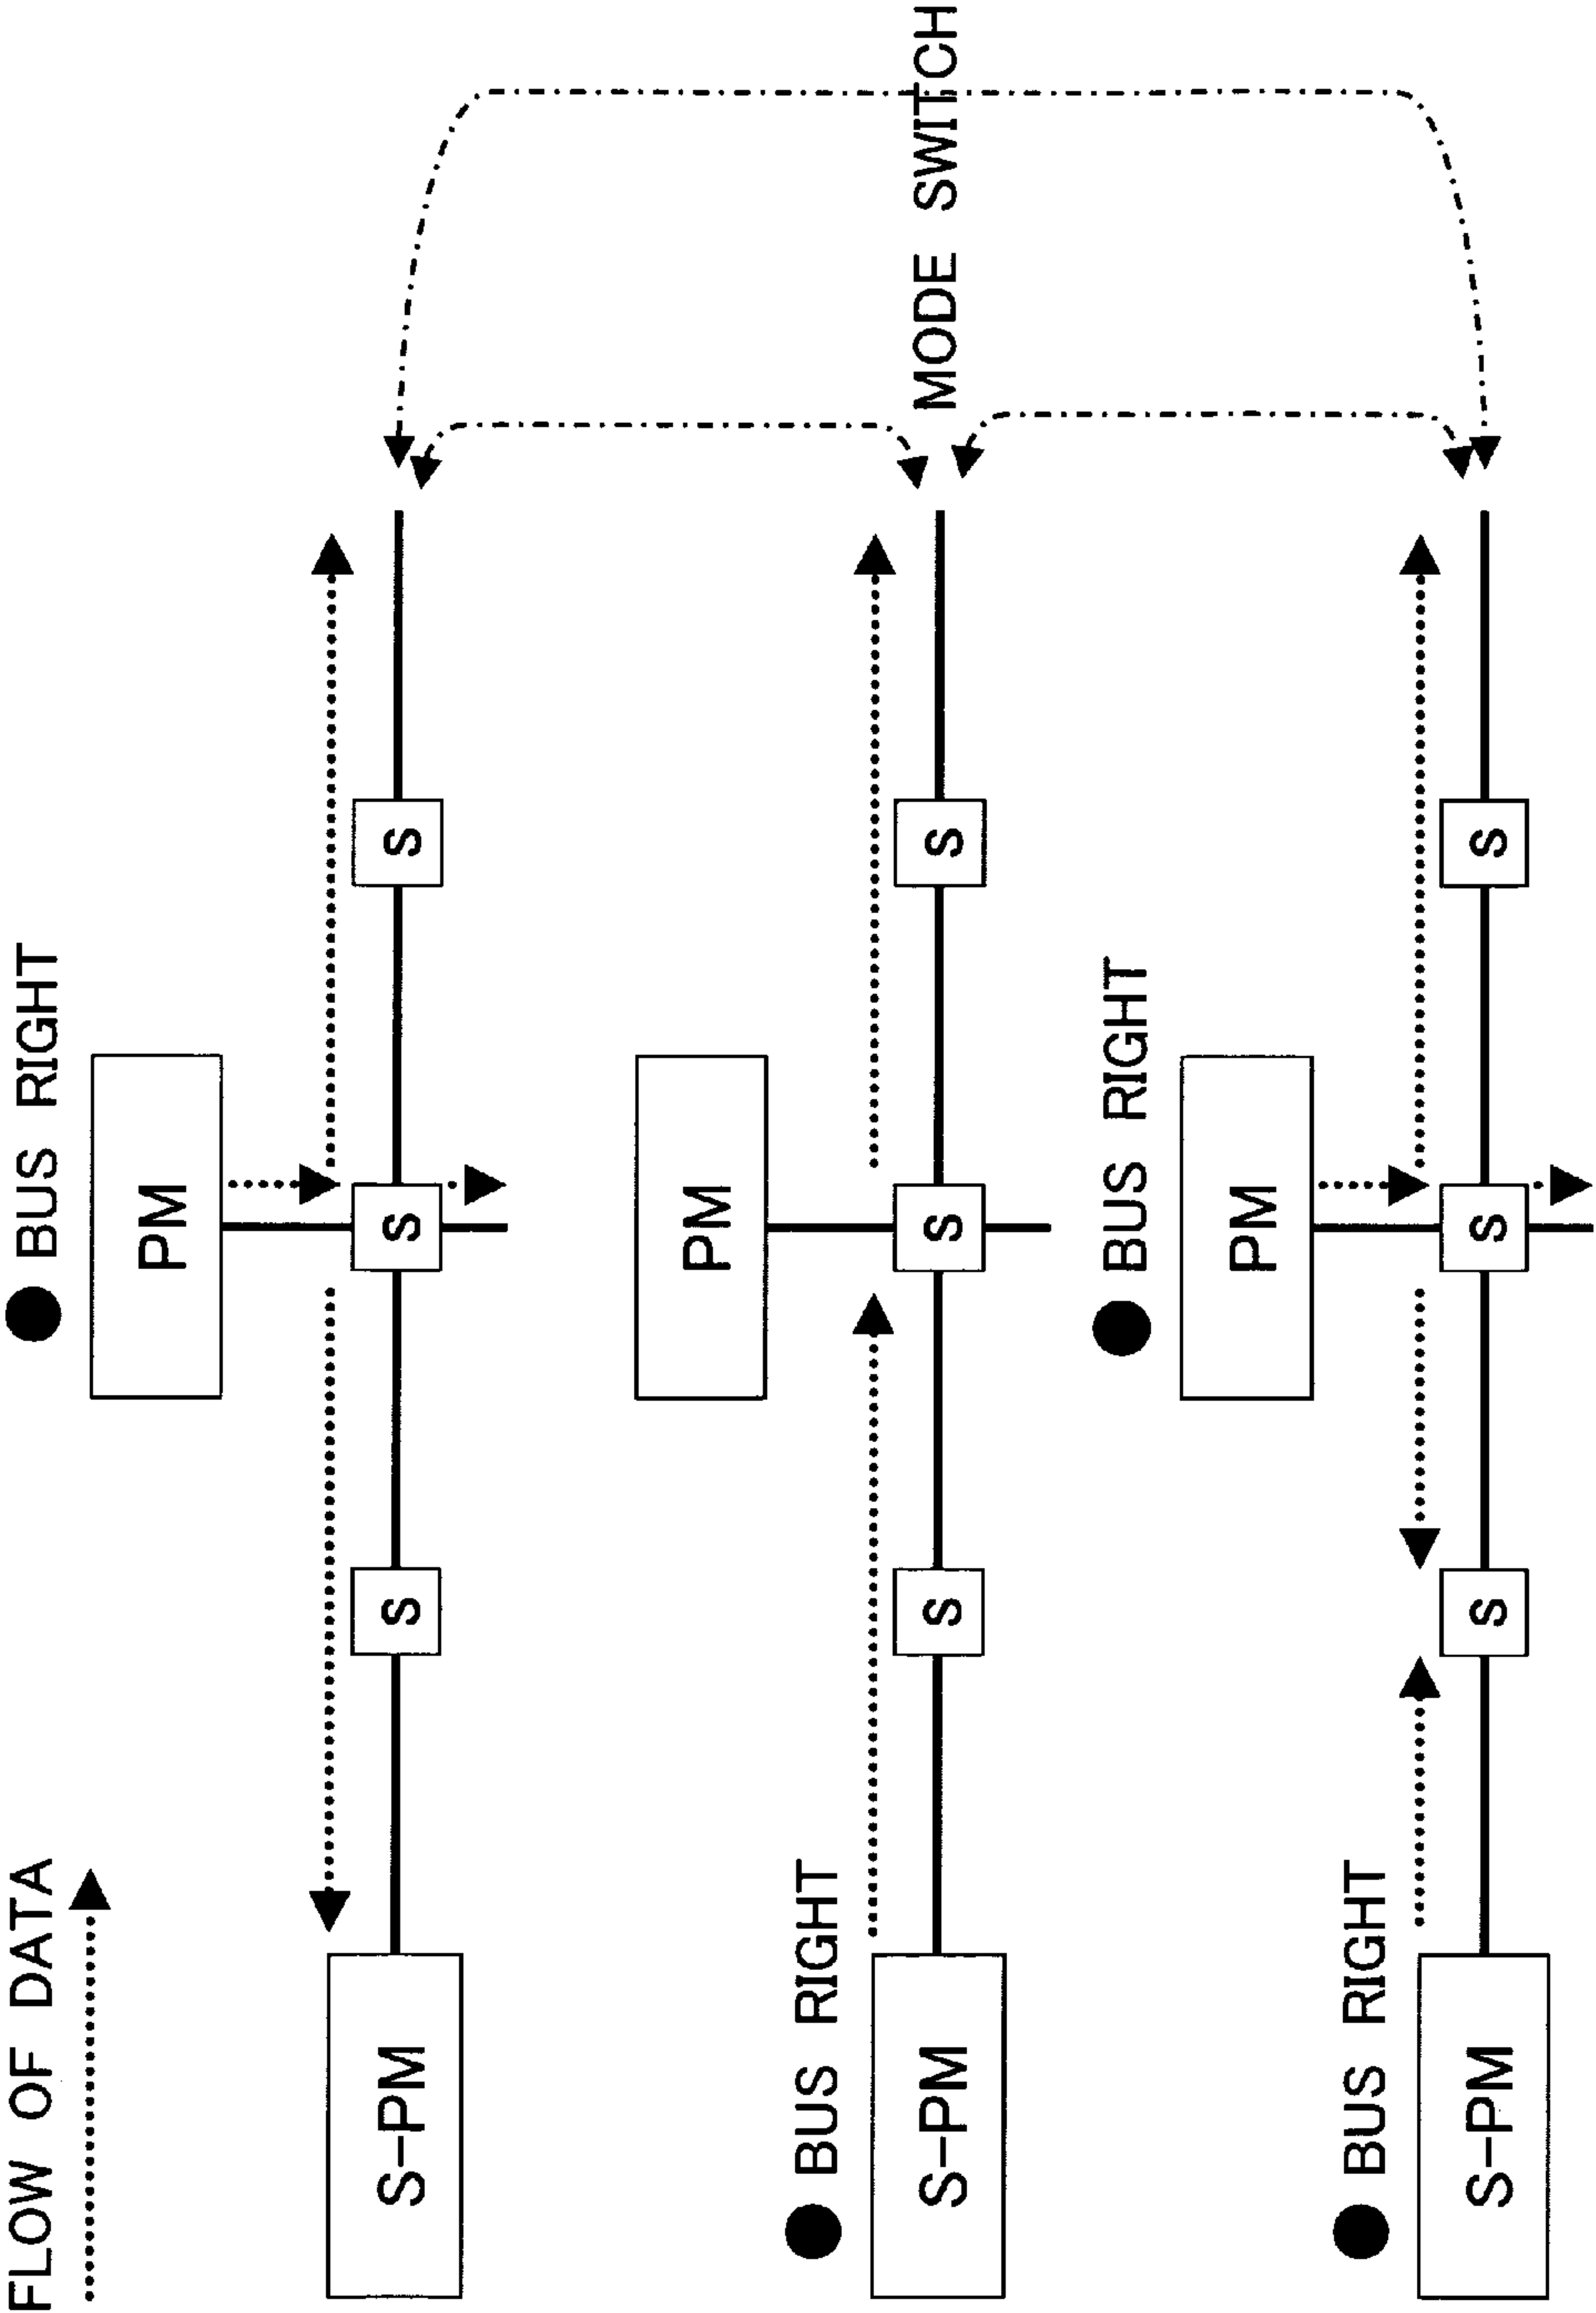 FLOW OF DATA
● BUS RIGHT
PM
S-PM
S
S
S
PM
● BUS RIGHT
S-PM
S
S
S
MODE SWITCH
● BUS RIGHT
PM
● BUS RIGHT
S-PM
S
S
S